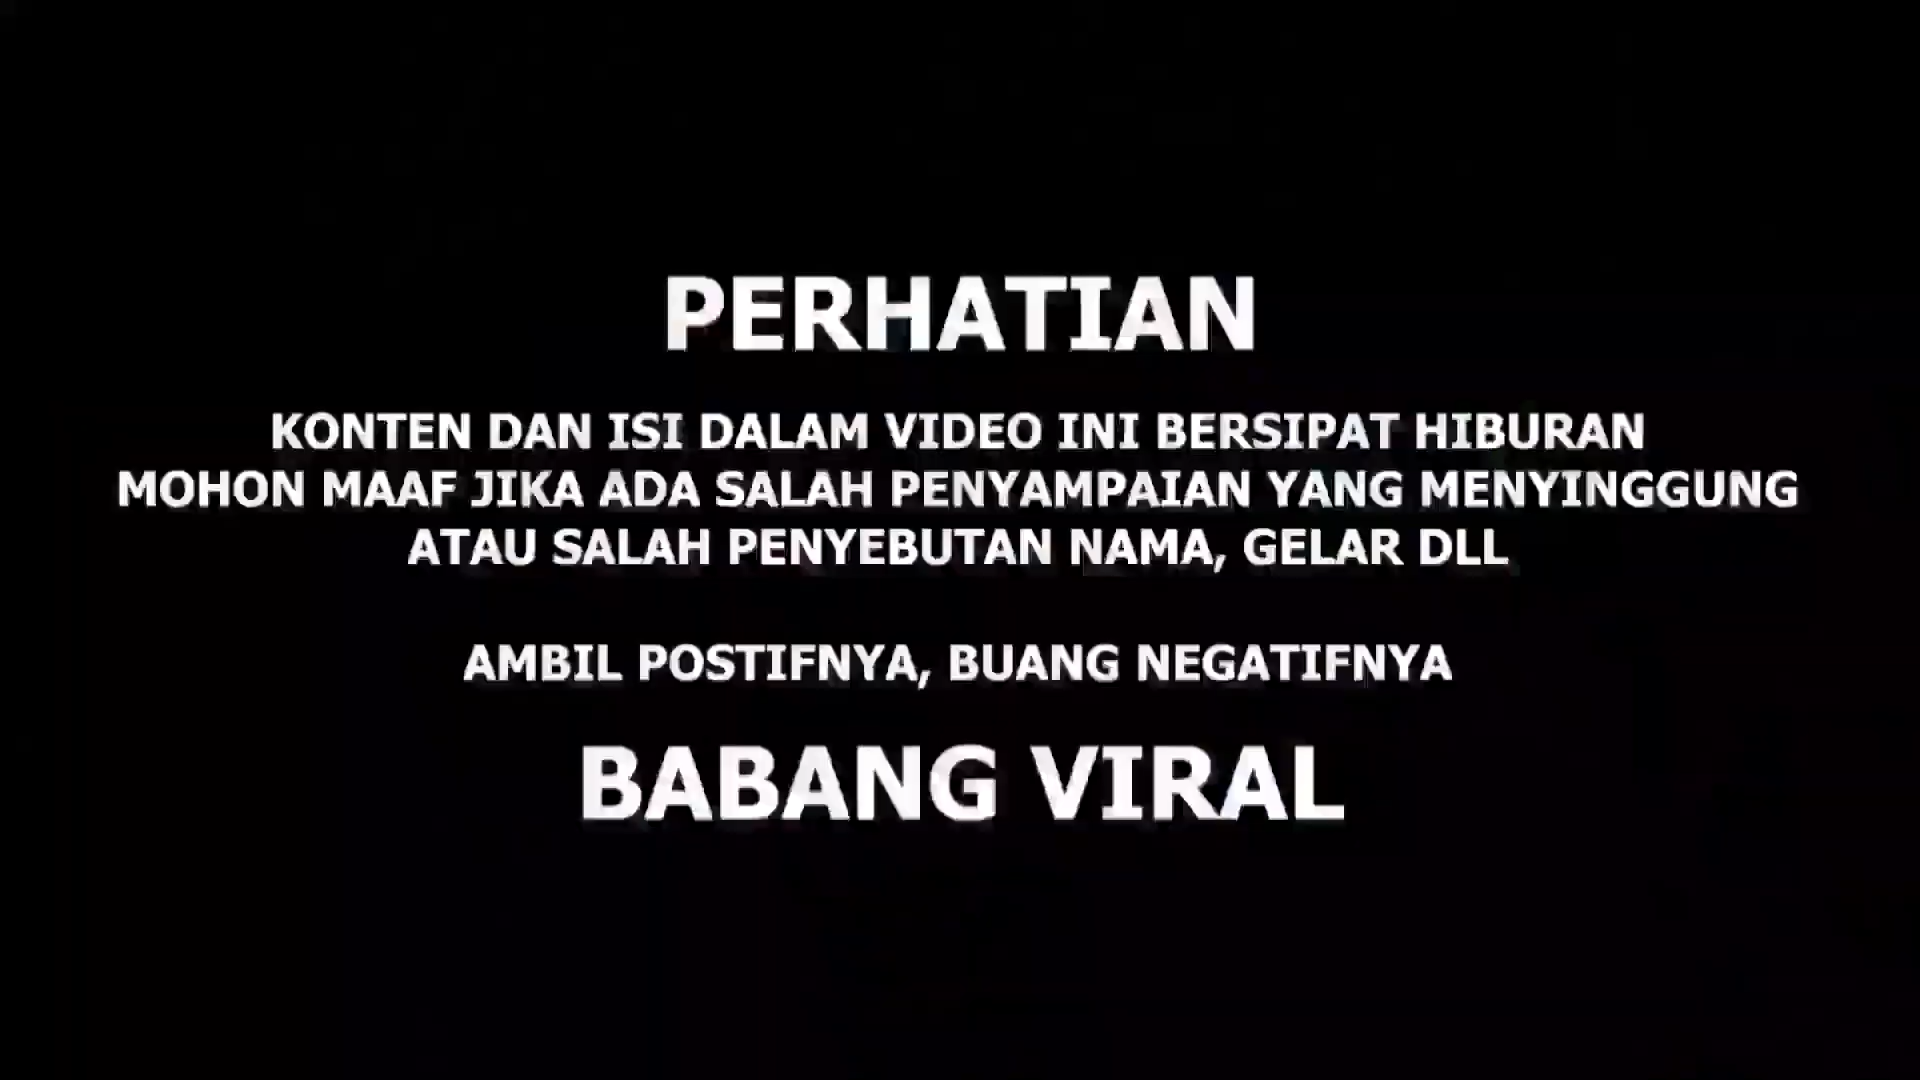 PERHATIAN
KONTEN DAN ISI DALAM VIDEO INI BERSIPAT HIBURAN
MOHON MAAF JIKA ADA SALAH PENYAMPAIAN YANG MENYINGGUNG
ATAU SALAH PENYEBUTAN NAMA, GELAR DLL
AMBIL POSTIFNYA, BUANG NEGATIFNYA
BABANG VIRAL